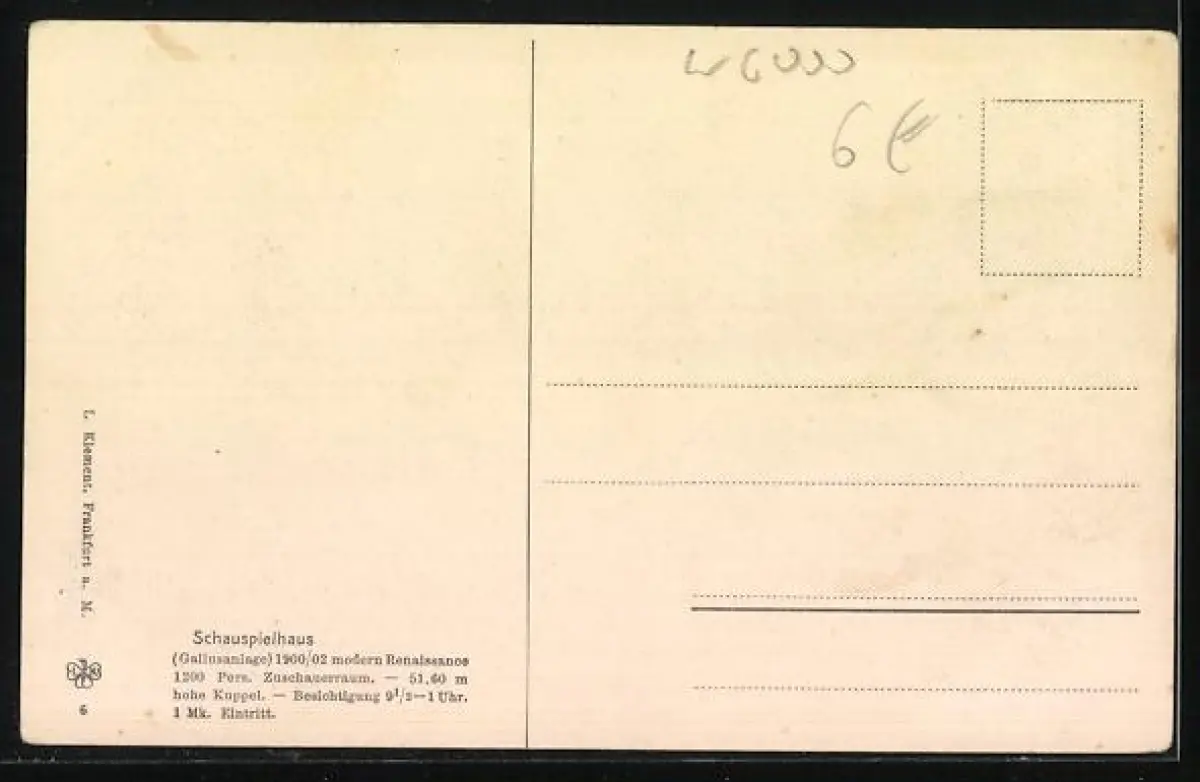 6 €
L. Klement, Frankfurt a. M.
Schauspielhaus
(Gallusanlage) 1900/02 modern Renaissance
1200 Pers. Zuschauerraum. — 51,60 m
hohe Kuppel. — Besichtigung 9¹/2—1 Uhr.
1 Mk. Eintritt.
6